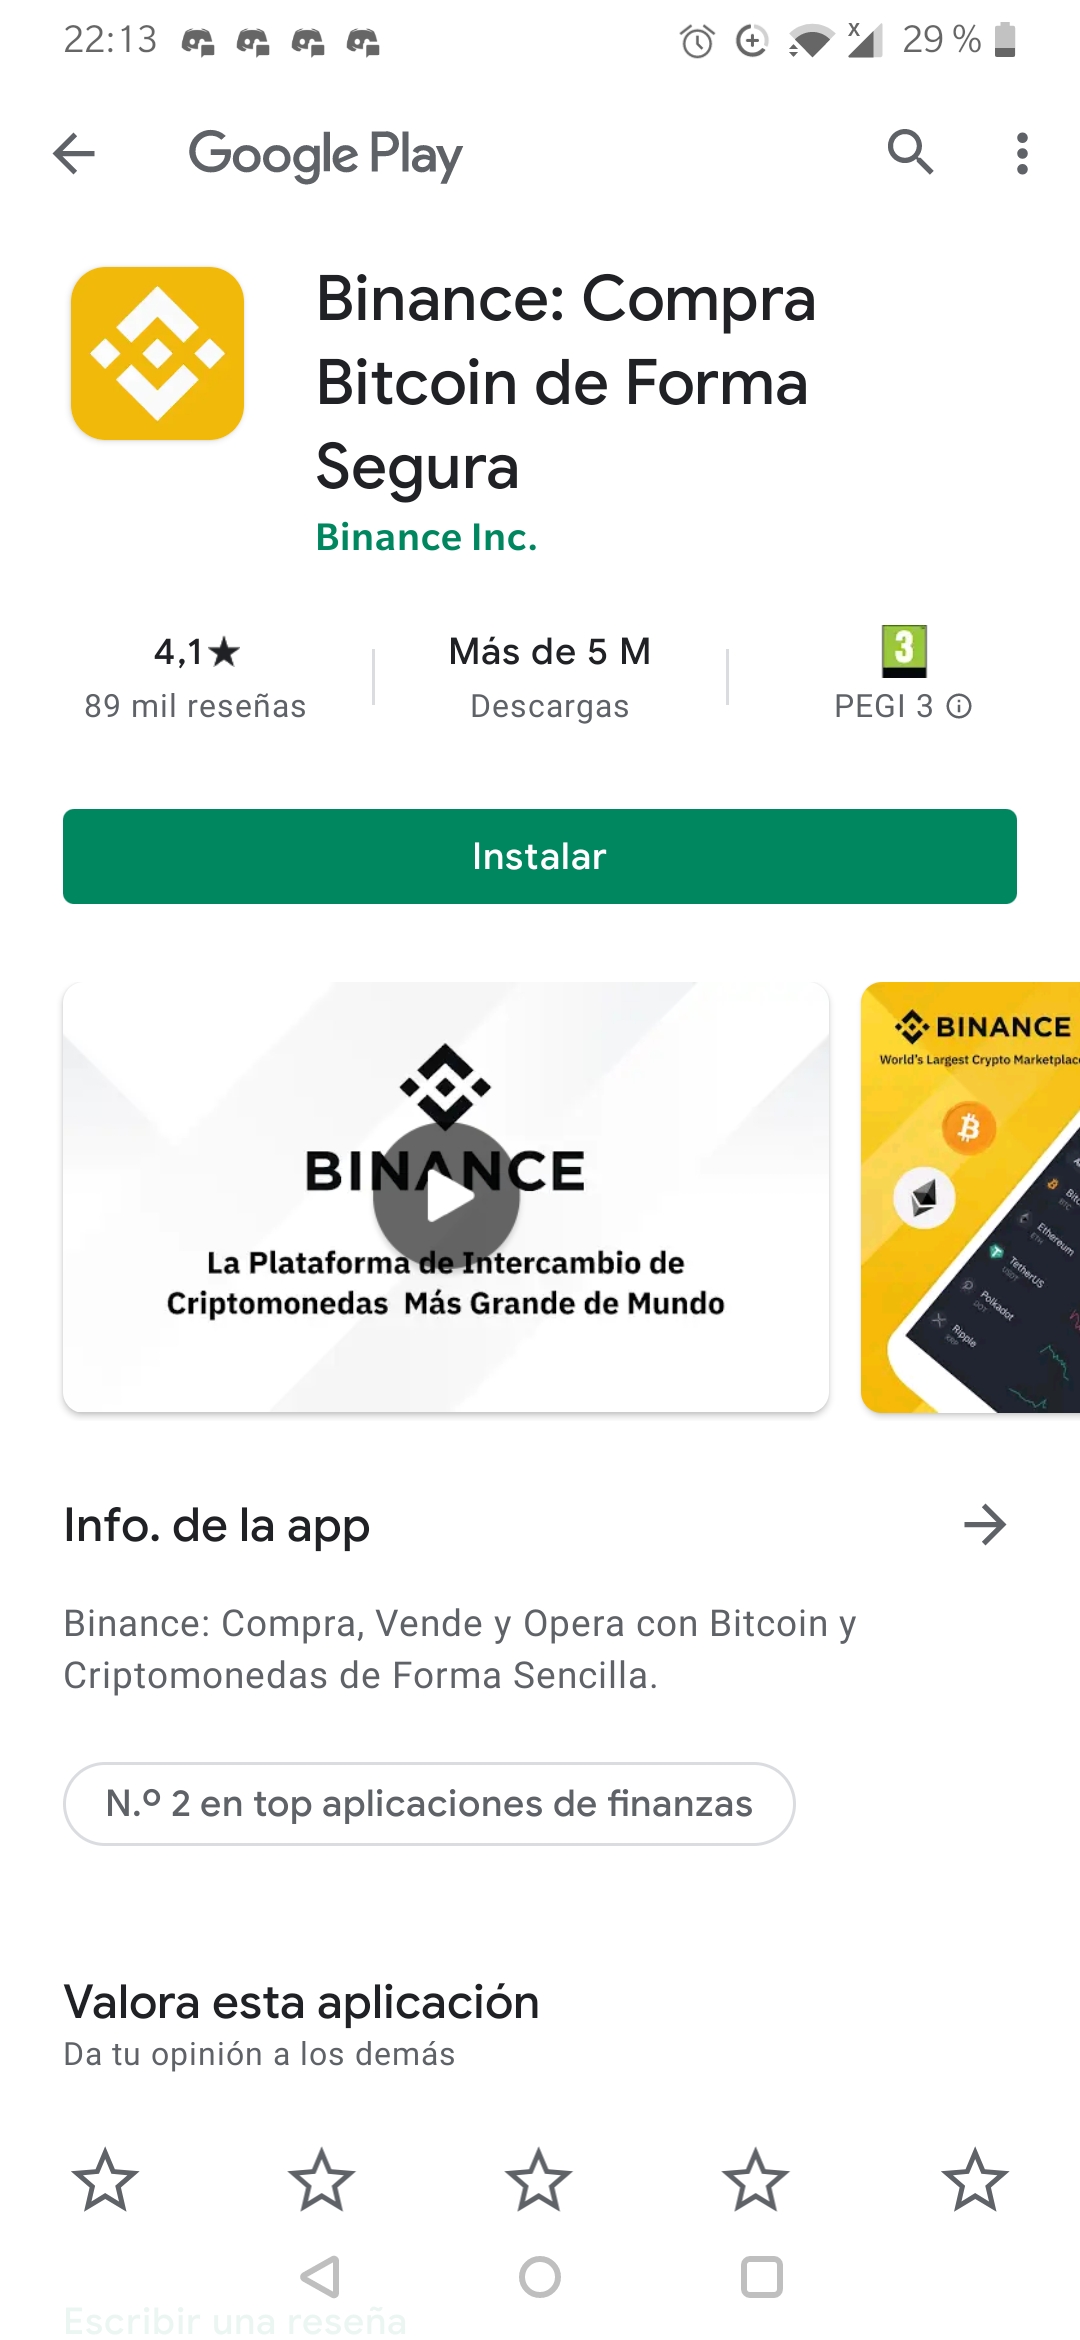 22:13
29 %
Google Play
Binance: Compra
Bitcoin de Forma
Segura
Binance Inc.
4,1★
89 mil reseñas
Más de 5 M
Descargas
3
PEGI 3
Instalar
BINANCE
La Plataforma de Intercambio de
Criptomonedas Más Grande de Mundo
BINANCE
World's Largest Crypto Marketplac
Bitc
BTC
Ethereum
ETH
TetherUS
USDT
Polkadot
DOT
Ripple
XRP
Info. de la app
Binance: Compra, Vende y Opera con Bitcoin y
Criptomonedas de Forma Sencilla.
N.º 2 en top aplicaciones de finanzas
Valora esta aplicación
Da tu opinión a los demás
Escribir una reseña